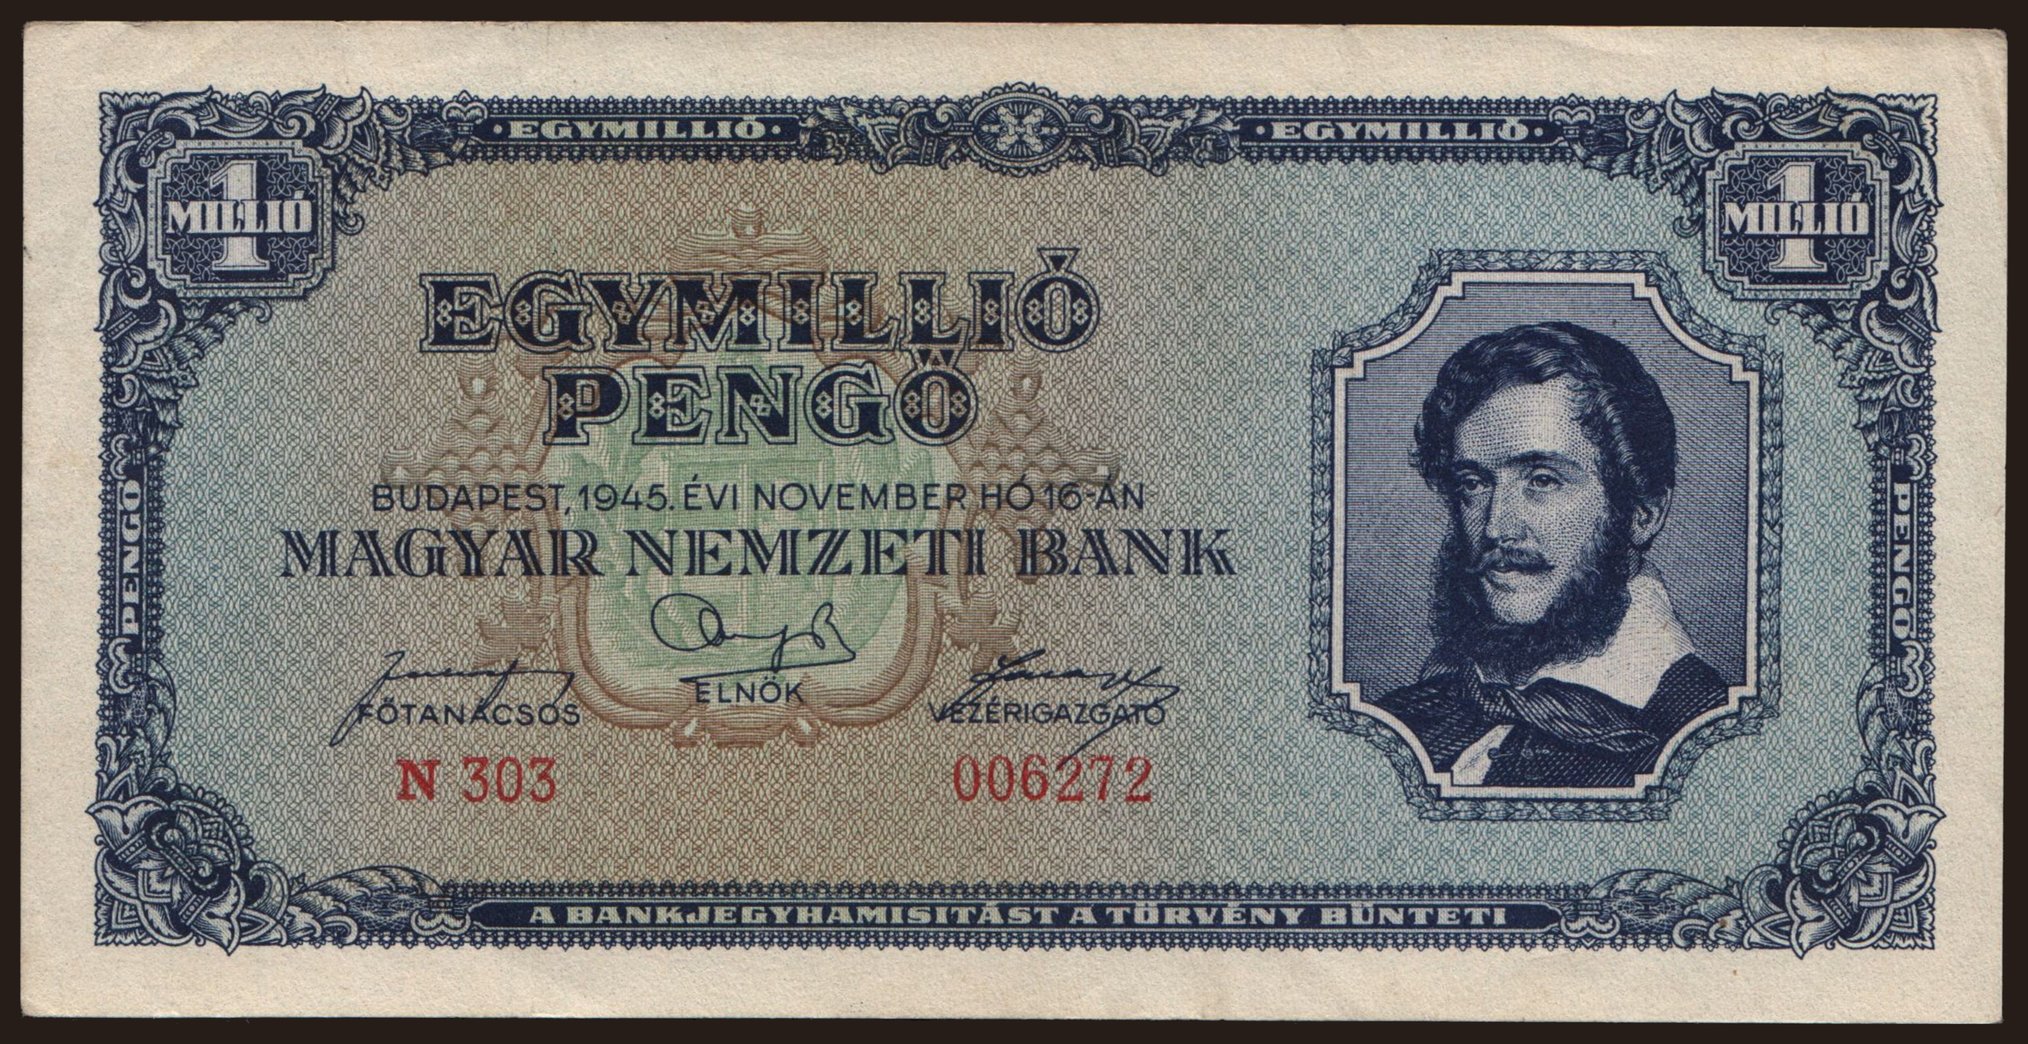 · EGYMILLIÓ · · EGYMILLIÓ ·
1 MILLIÓ 1 MILLIÓ
EGYMILLIÓ
PENGŐ
BUDAPEST, 1945. ÉVI NOVEMBER HÓ 16-ÁN
MAGYAR NEMZETI BANK
PENGŐ PENGŐ
ELNÖK
FŐTANÁCSOS VEZÉRIGAZGATÓ
N 303 006272
A BANKJEGYHAMISITÁST A TÖRVÉNY BÜNTETI